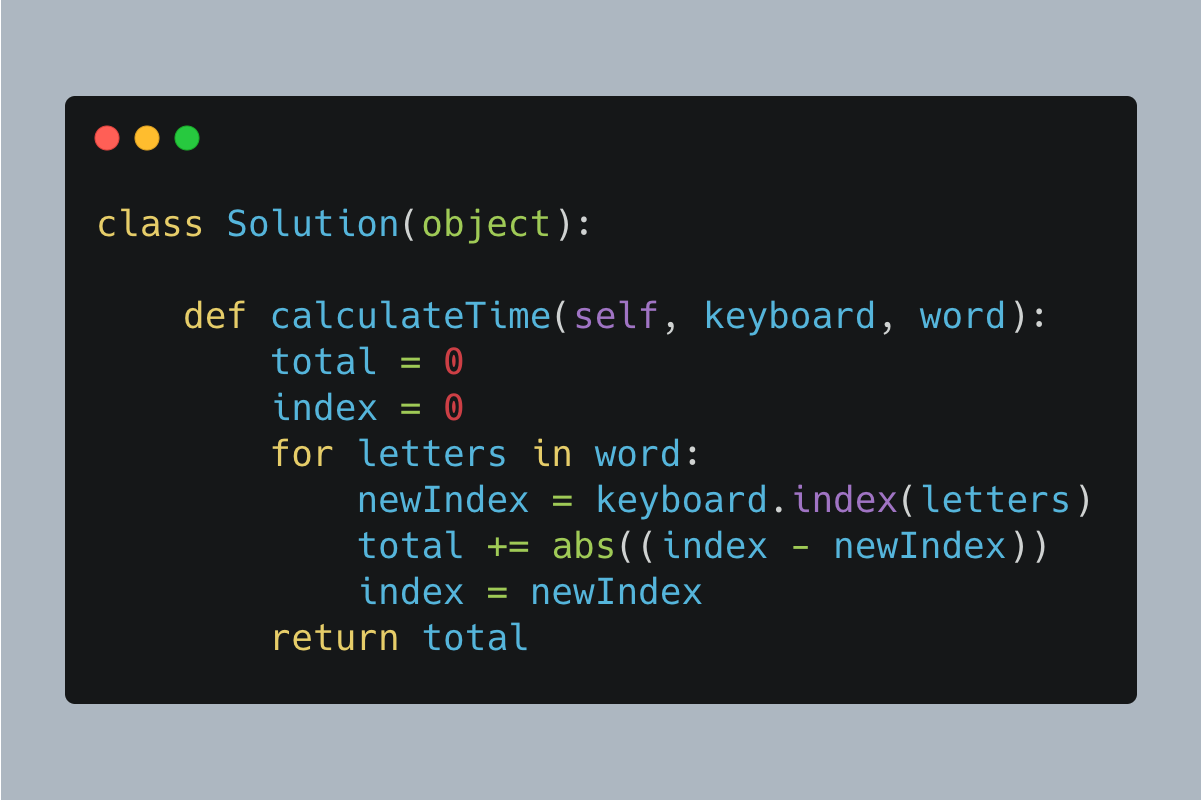 class Solution(object):
    def calculateTime(self, keyboard, word):
        total = 0
        index = 0
        for letters in word:
            newIndex = keyboard.index(letters)
            total += abs((index - newIndex))
            index = newIndex
        return total